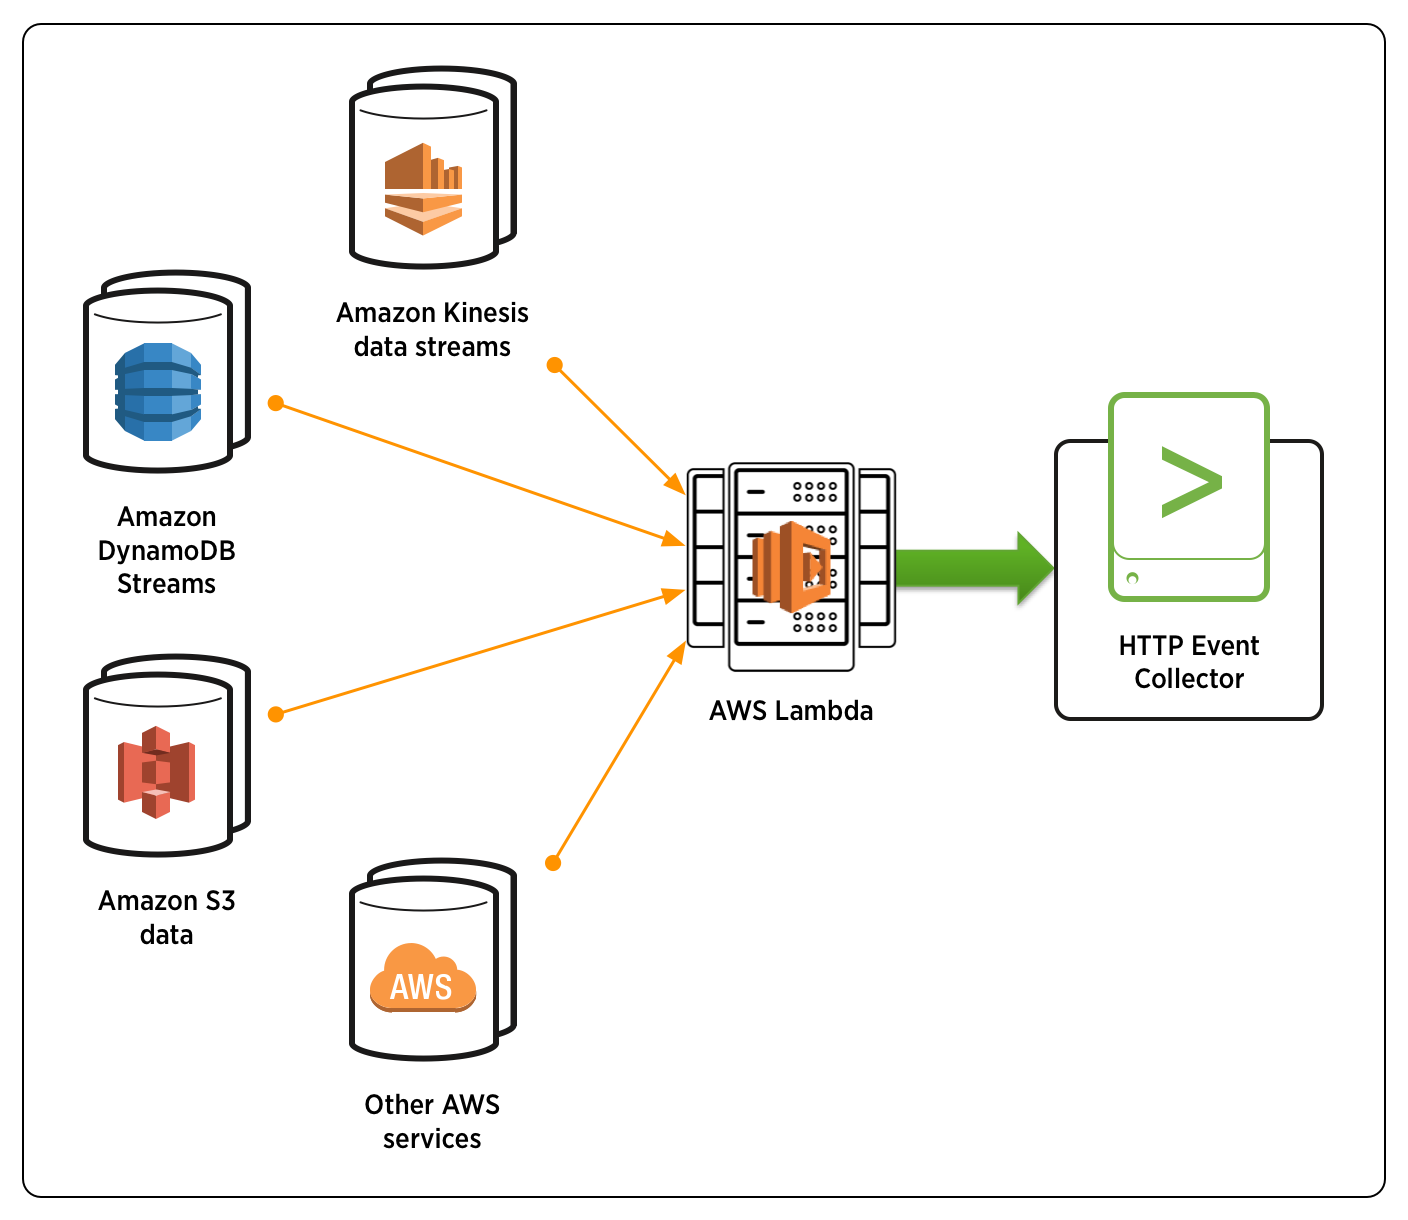 Amazon Kinesis
data streams
Amazon
DynamoDB
Streams
HTTP Event
Collector
AWS Lambda
Amazon S3
data
AWS
Other AWS
services